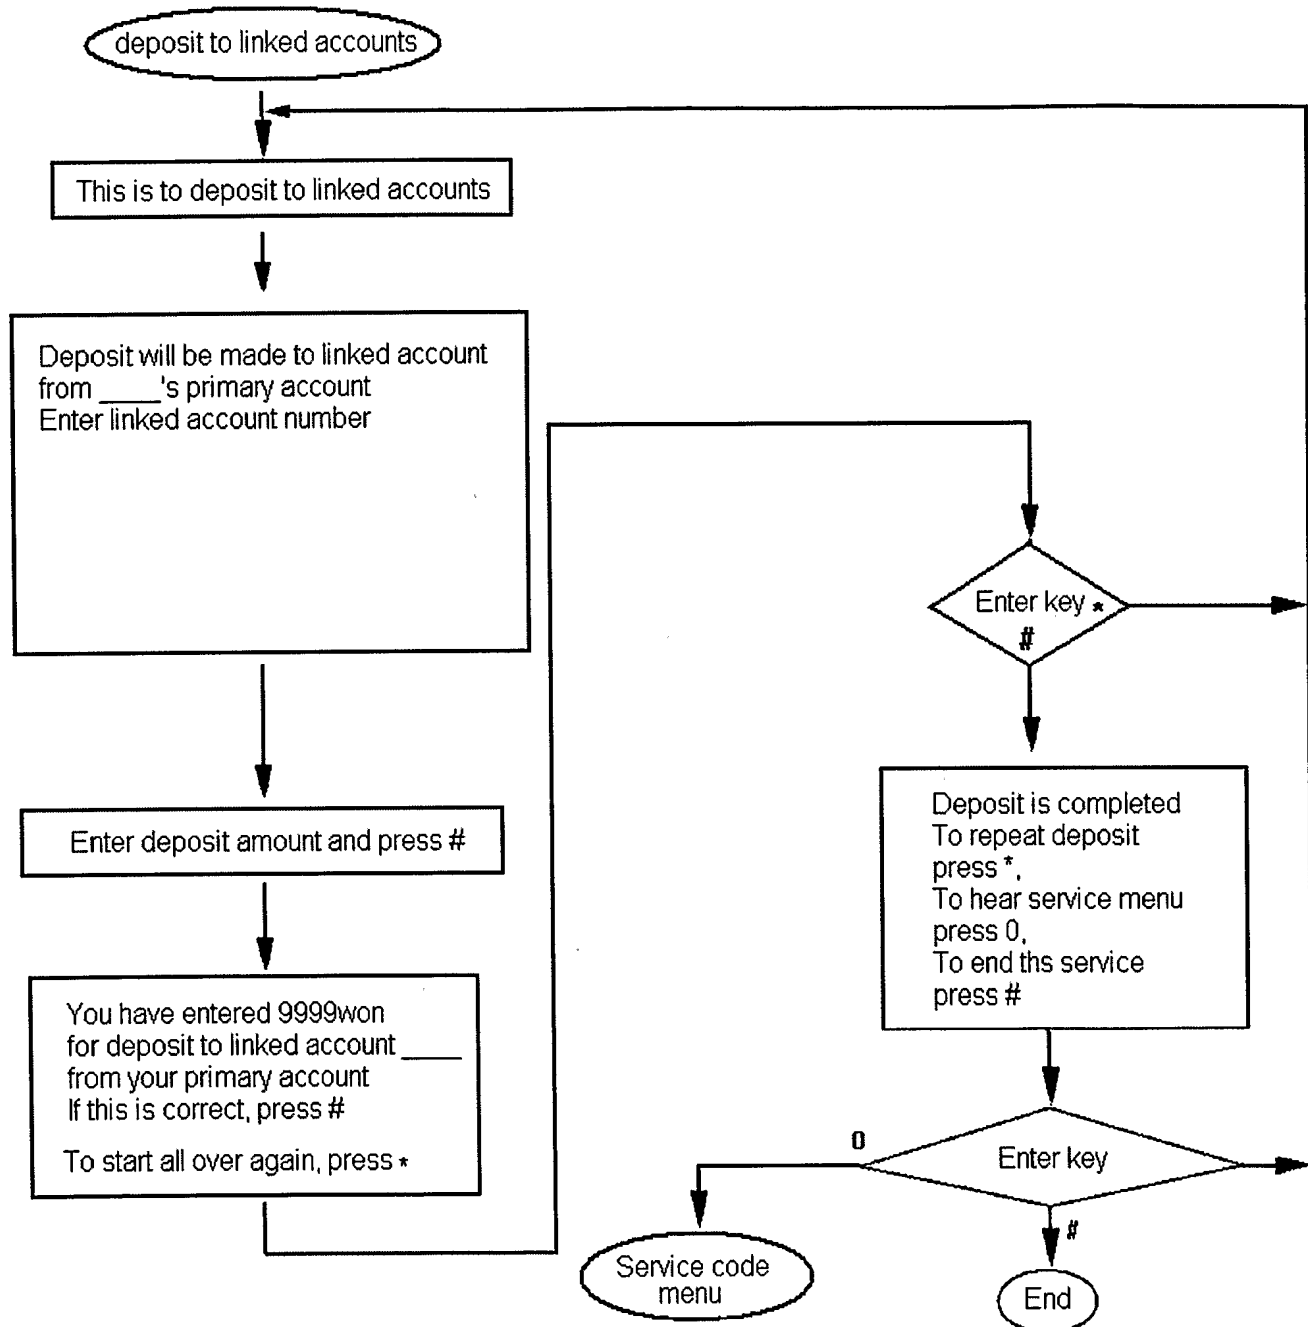 deposit to linked accounts
This is to deposit to linked accounts
Deposit will be made to linked account
from _____'s primary account
Enter linked account number
Enter deposit amount and press #
You have entered 9999won
for deposit to linked account _____
from your primary account
If this is correct, press #
To start all over again, press *
Enter key *
#
Deposit is completed
To repeat deposit
press *,
To hear service menu
press 0,
To end ths service
press #
0
Enter key
#
Service code
menu
End